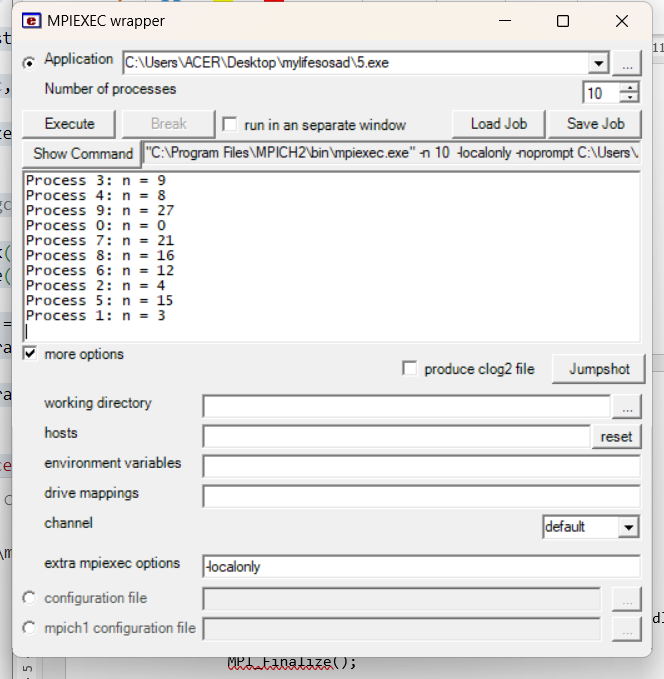 MPIEXEC wrapper
Application C:\Users\ACER\Desktop\mylifesosad\5.exe ...
Number of processes 10
Execute Break run in an separate window Load Job Save Job
Show Command "C:\Program Files\MPICH2\bin\mpiexec.exe" -n 10 -localonly -noprompt C:\Users\.
Process 3: n = 9
Process 4: n = 8
Process 9: n = 27
Process 0: n = 0
Process 7: n = 21
Process 8: n = 16
Process 6: n = 12
Process 2: n = 4
Process 5: n = 15
Process 1: n = 3
more options
produce clog2 file Jumpshot
working directory ...
hosts reset
environment variables
drive mappings
channel default
extra mpiexec options -localonly
configuration file ...
mpich1 configuration file ...
MPI_Finalize();